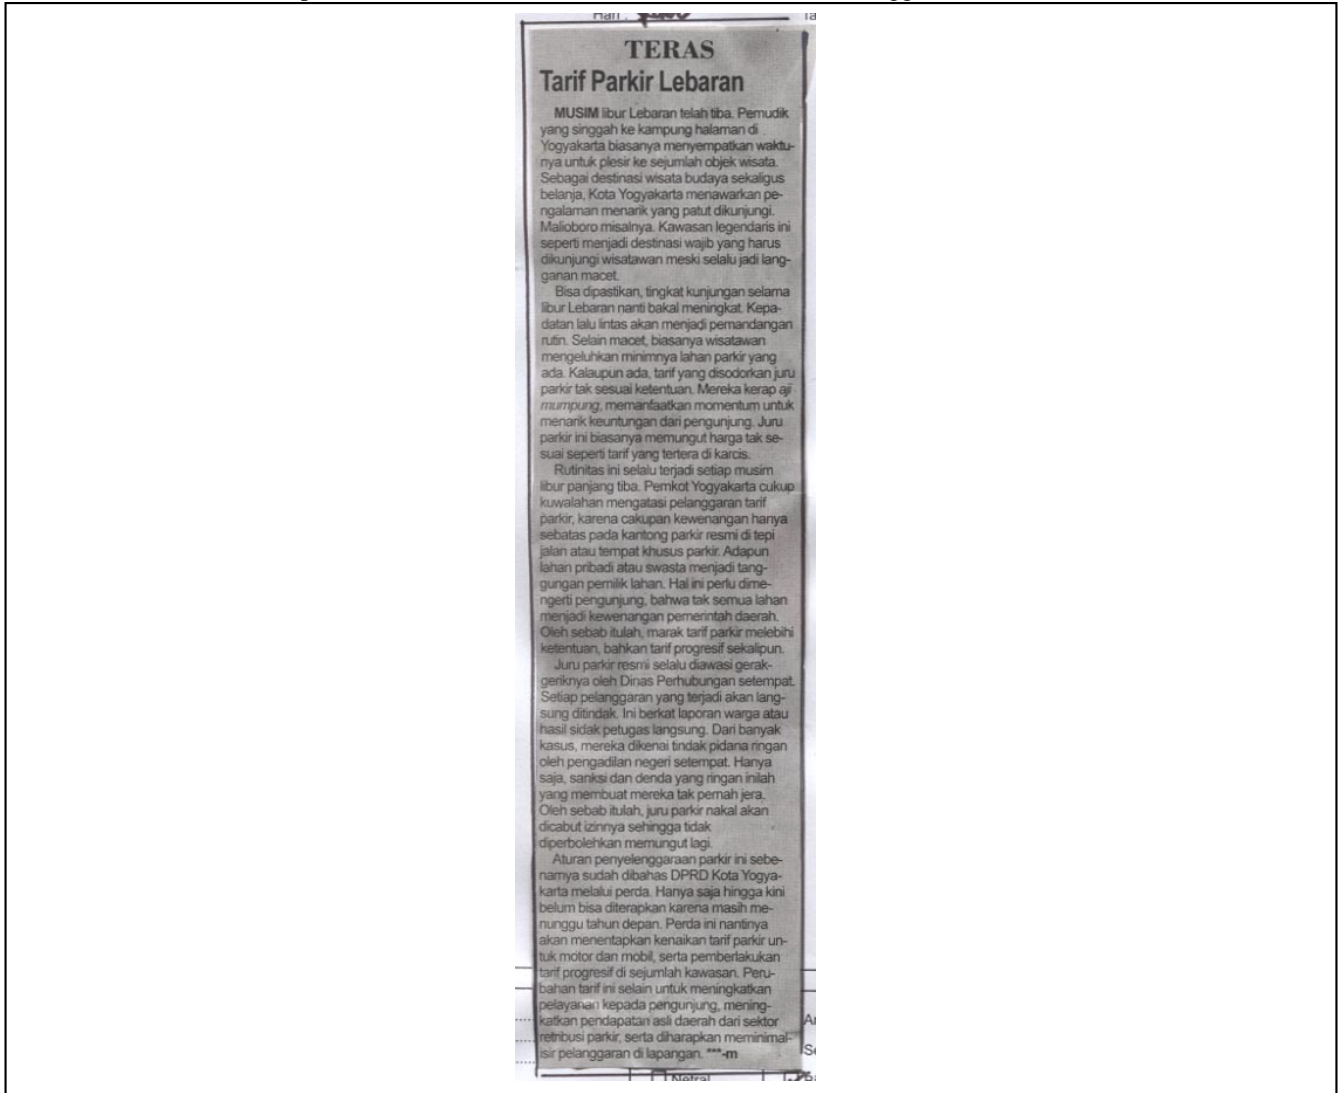 Hari :
TERAS
Tarif Parkir Lebaran
MUSIM libur Lebaran telah tiba. Pemudik
yang singgah ke kampung halaman di
Yogyakarta biasanya menyempatkan waktu-
nya untuk plesir ke sejumlah objek wisata.
Sebagai destinasi wisata budaya sekaligus
belanja, Kota Yogyakarta menawarkan pe-
ngalaman menarik yang patut dikunjungi.
Malioboro misalnya. Kawasan legendaris ini
seperti menjadi destinasi wajib yang harus
dikunjungi wisatawan meski selalu jadi lang-
ganan macet.
Bisa dipastikan, tingkat kunjungan selama
libur Lebaran nanti bakal meningkat. Kepa-
datan lalu lintas akan menjadi pemandangan
rutin. Selain macet, biasanya wisatawan
mengeluhkan minimnya lahan parkir yang
ada. Kalaupun ada, tarif yang disodorkan juru
parkir tak sesuai ketentuan. Mereka kerap aji
mumpung, memanfaatkan momentum untuk
menarik keuntungan dari pengunjung. Juru
parkir ini biasanya memungut harga tak se-
suai seperti tarif yang tertera di karcis.
Rutinitas ini selalu terjadi setiap musim
libur panjang tiba. Pemkot Yogyakarta cukup
kuwalahan mengatasi pelanggaran tarif
parkir, karena cakupan kewenangan hanya
sebatas pada kantong parkir resmi di tepi
jalan atau tempat khusus parkir. Adapun
lahan pribadi atau swasta menjadi tang-
gungan pemilik lahan. Hal ini perlu dime-
ngerti pengunjung, bahwa tak semua lahan
menjadi kewenangan pemerintah daerah.
Oleh sebab itulah, marak tarif parkir melebihi
ketentuan, bahkan tarif progresif sekalipun.
Juru parkir resmi selalu diawasi gerak-
geriknya oleh Dinas Perhubungan setempat.
Setiap pelanggaran yang terjadi akan lang-
sung ditindak. Ini berkat laporan warga atau
hasil sidak petugas langsung. Dari banyak
kasus, mereka dikenai tindak pidana ringan
oleh pengadilan negeri setempat. Hanya
saja, sanksi dan denda yang ringan inilah
yang membuat mereka tak pernah jera.
Oleh sebab itulah, juru parkir nakal akan
dicabut izinnya sehingga tidak
diperbolehkan memungut lagi.
Aturan penyelenggaraan parkir ini sebe-
narnya sudah dibahas DPRD Kota Yogya-
karta melalui perda. Hanya saja hingga kini
belum bisa diterapkan karena masih me-
nunggu tahun depan. Perda ini nantinya
akan menentapkan kenaikan tarif parkir un-
tuk motor dan mobil, serta pemberlakukan
tarif progresif di sejumlah kawasan. Peru-
bahan tarif ini selain untuk meningkatkan
pelayanan kepada pengunjung, mening-
katkan pendapatan asli daerah dari sektor
retribusi parkir, serta diharapkan meminimal-
isir pelanggaran di lapangan. ***-m
Netral